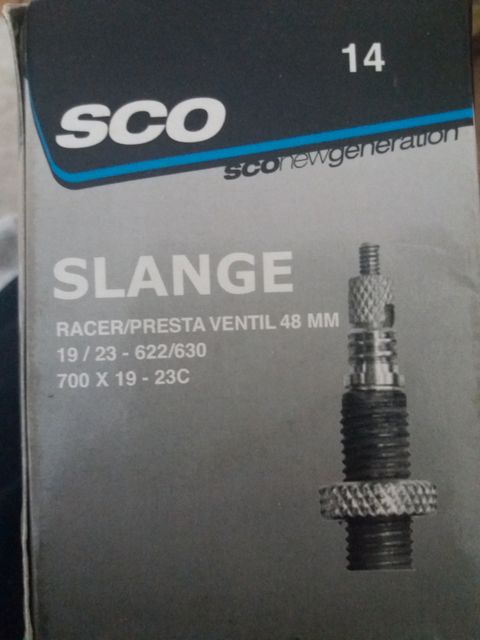 14
SCO
sconewgeneration
SLANGE
RACER/PRESTA VENTIL 48 MM
19 / 23 - 622/630
700 X 19 - 23C